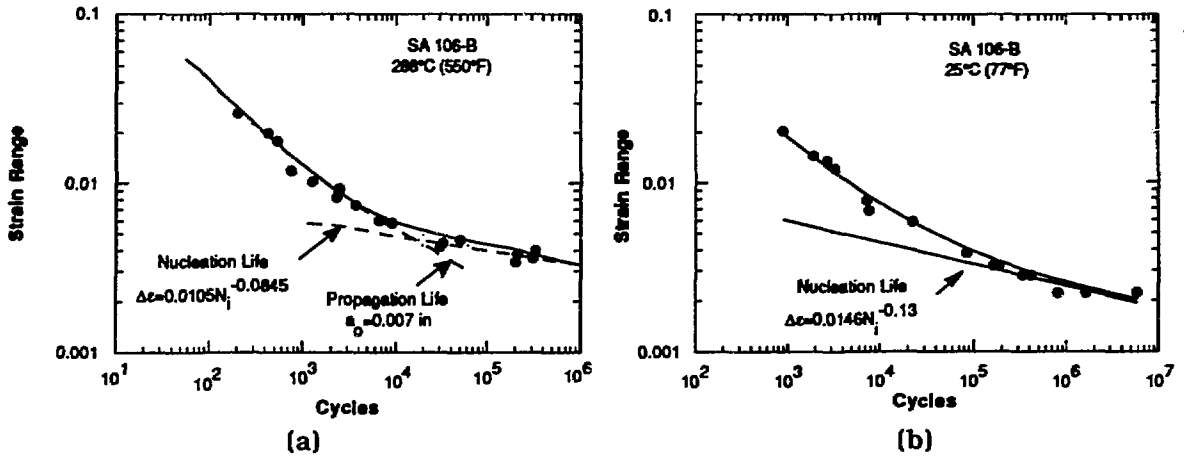 0.1
0.01
0.001
Strain Range
SA 106-B
288°C (550°F)
Nucleation Life
Δε=0.0105N_i^-0.0845
Propagation Life
a_o=0.007 in
10^1
10^2
10^3
10^4
10^5
10^6
Cycles
(a)
0.1
0.01
0.001
Strain Range
SA 106-B
25°C (77°F)
Nucleation Life
Δε=0.0146N_i^-0.13
10^2
10^3
10^4
10^5
10^6
10^7
Cycles
(b)